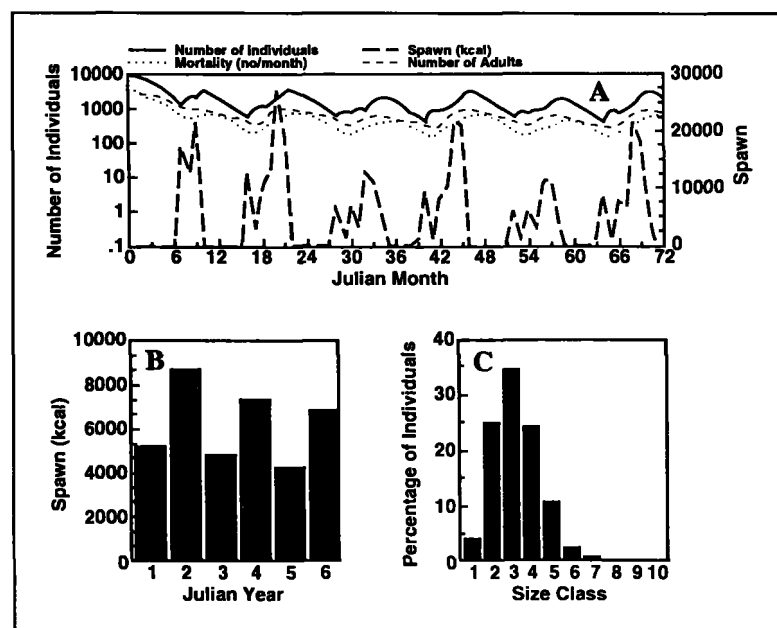 Number of Individuals Spawn (kcal)
Mortality (no/month) Number of Adults
Number of Individuals
10000
1000
100
10
1
-1
A
30000
20000
10000
0
Spawn
0 6 12 18 24 30 36 42 48 54 60 66 72
Julian Month
B
Spawn (kcal)
10000
8000
6000
4000
2000
0
1 2 3 4 5 6
Julian Year
C
Percentage of Individuals
40
30
20
10
0
1 2 3 4 5 6 7 8 9 10
Size Class